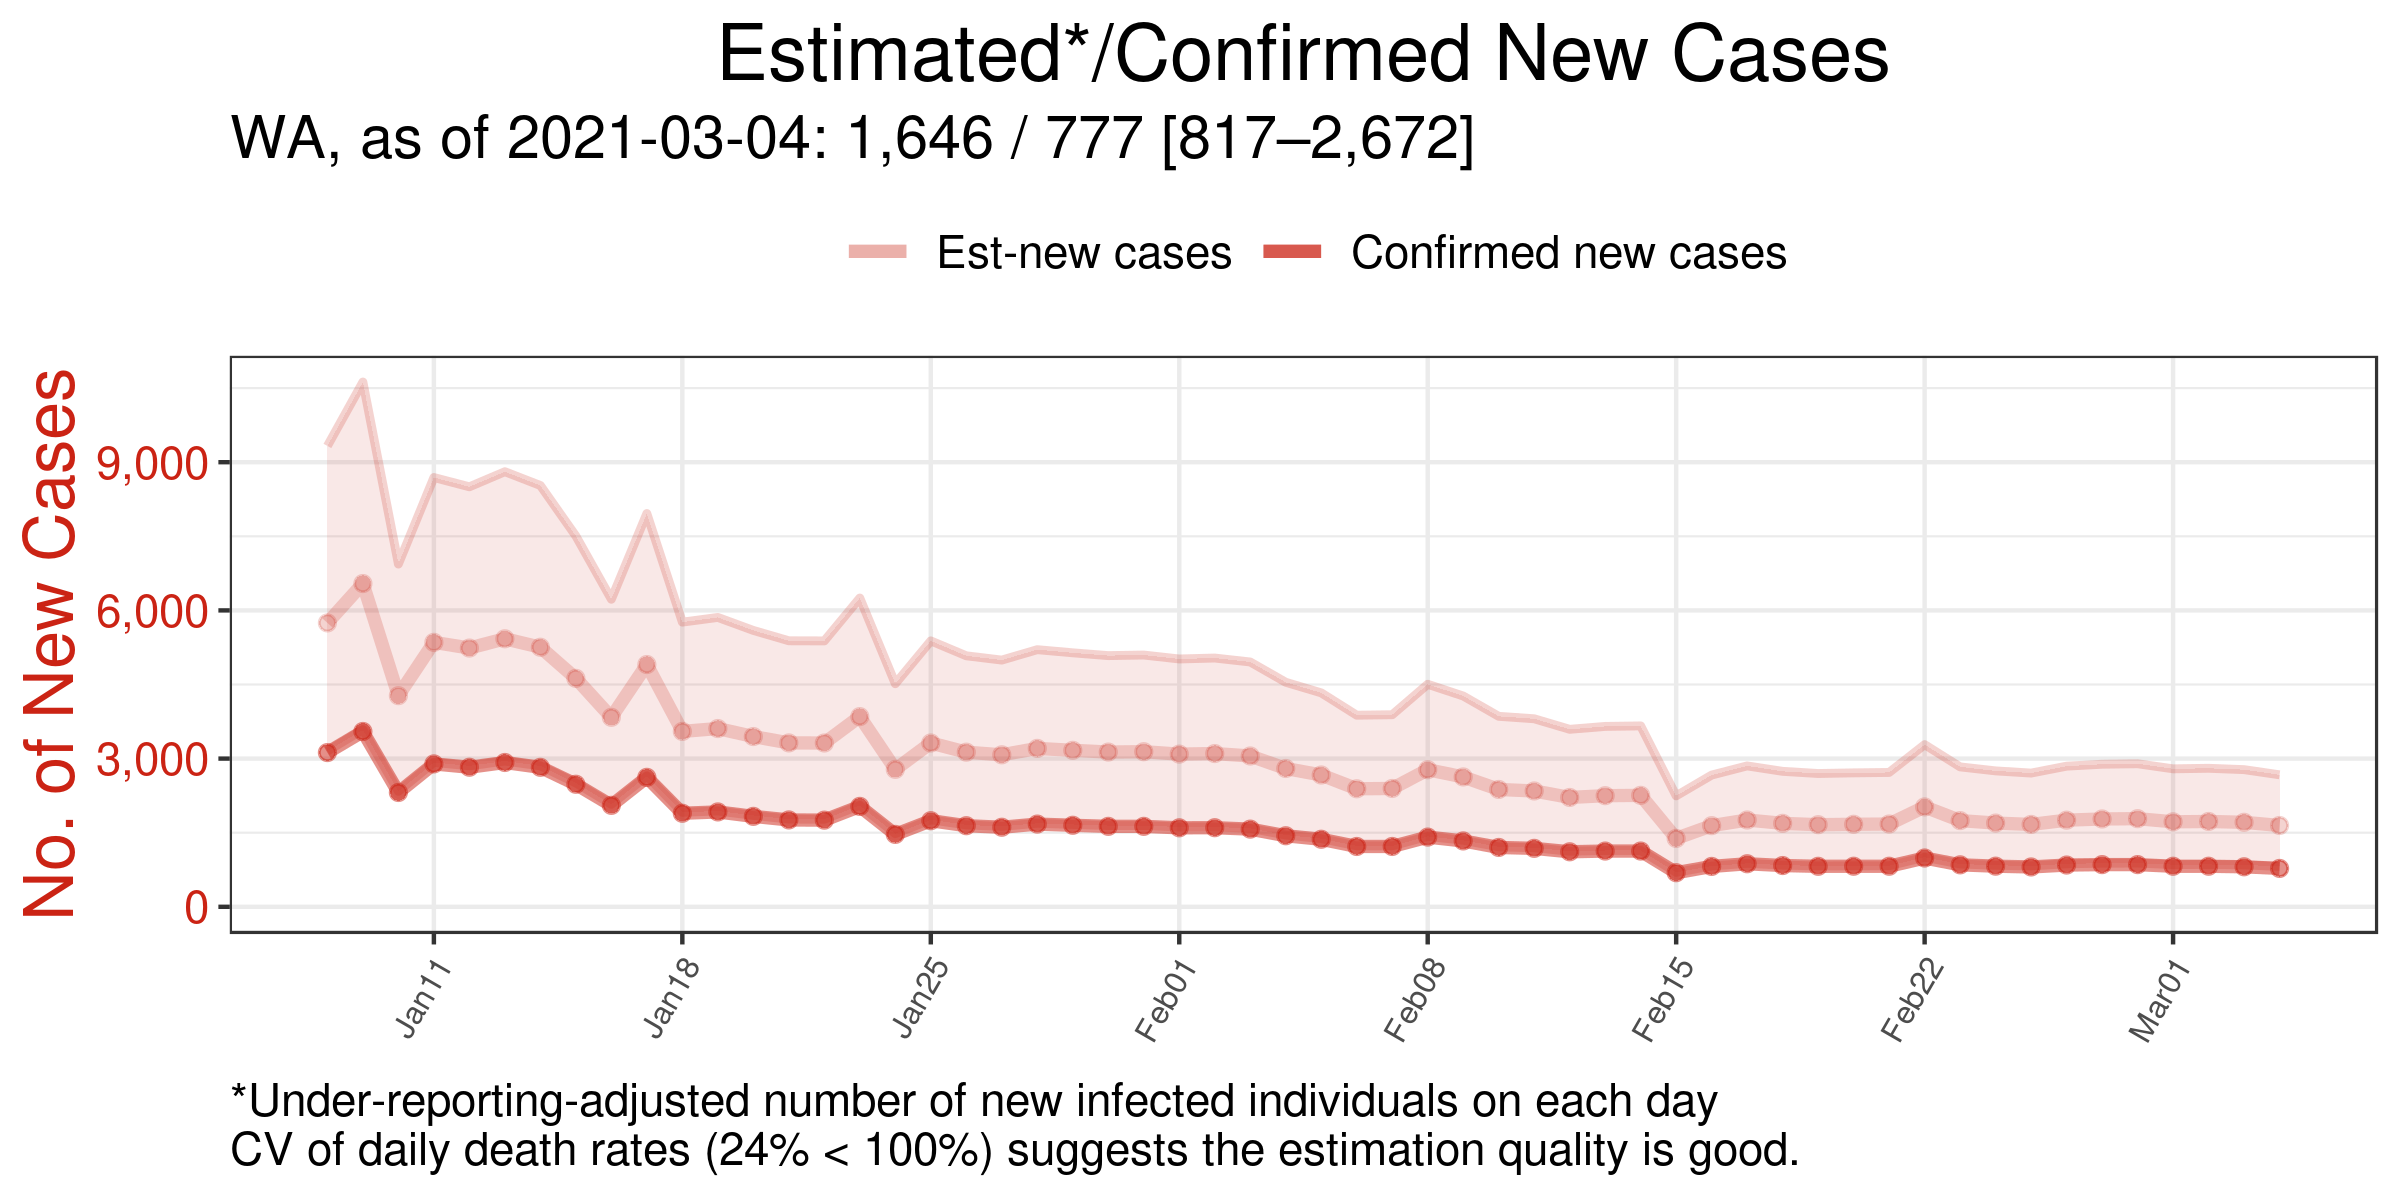 Estimated*/Confirmed New Cases
WA, as of 2021-03-04: 1,646 / 777 [817–2,672]
Est-new cases
Confirmed new cases
No. of New Cases
9,000
6,000
3,000
0
Jan11
Jan18
Jan25
Feb01
Feb08
Feb15
Feb22
Mar01
*Under-reporting-adjusted number of new infected individuals on each day
CV of daily death rates (24% < 100%) suggests the estimation quality is good.